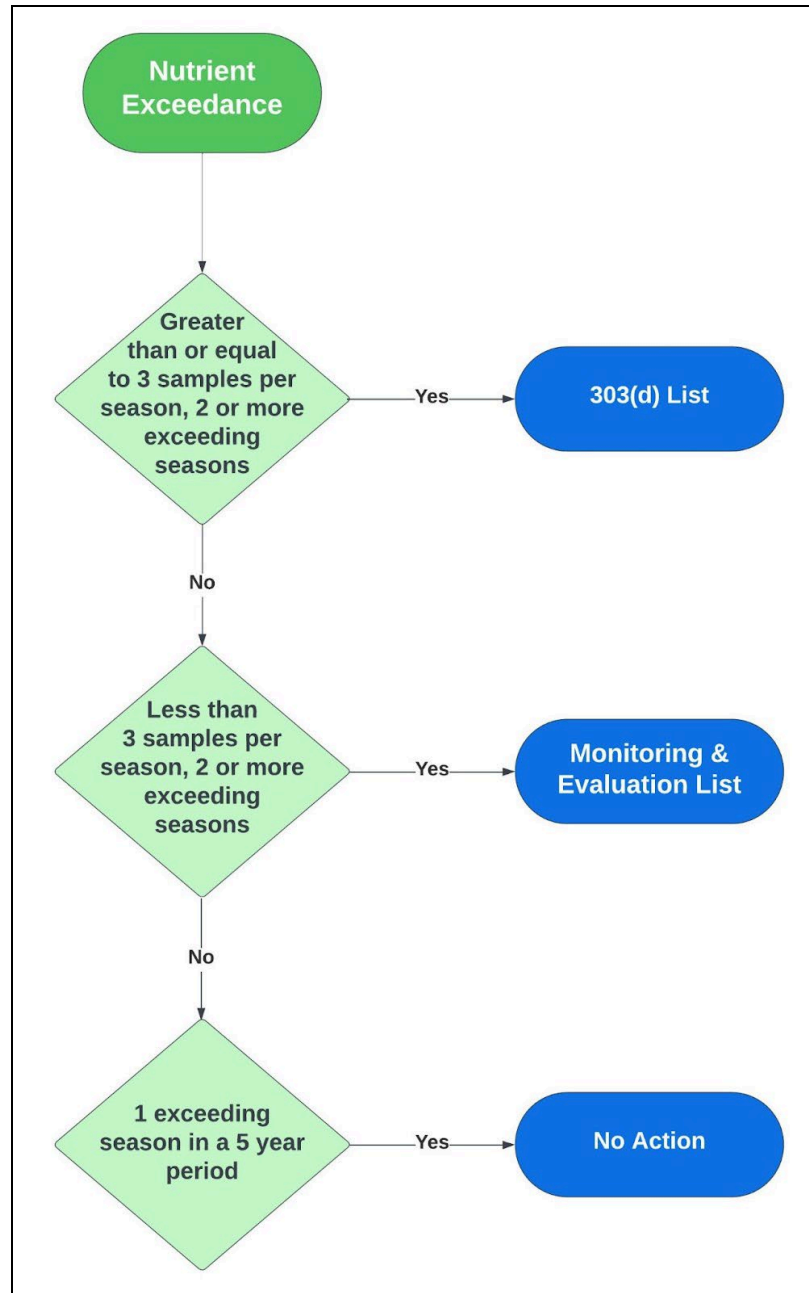 Nutrient
Exceedance
Greater
than or equal
to 3 samples per
season, 2 or more
exceeding
seasons
Yes
303(d) List
No
Less than
3 samples per
season, 2 or more
exceeding
seasons
Yes
Monitoring &
Evaluation List
No
1 exceeding
season in a 5 year
period
Yes
No Action